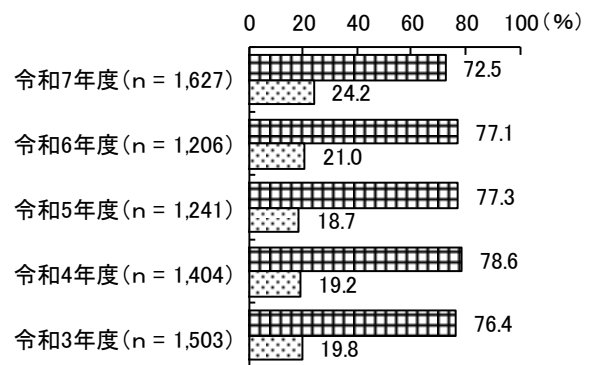 0 20 40 60 80 100(%)
令和7年度(n = 1,627) 72.5
24.2
令和6年度(n = 1,206) 77.1
21.0
令和5年度(n = 1,241) 77.3
18.7
令和4年度(n = 1,404) 78.6
19.2
令和3年度(n = 1,503) 76.4
19.8